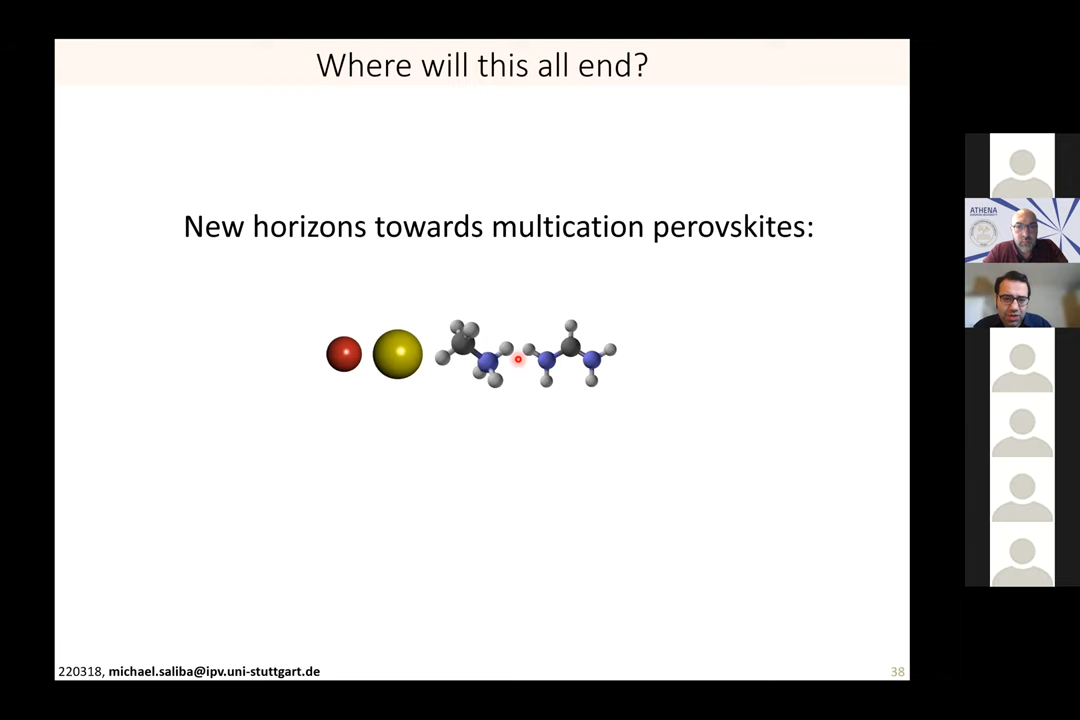 Where will this all end?
New horizons towards multication perovskites:
220318, michael.saliba@ipv.uni-stuttgart.de
38
ATHENA